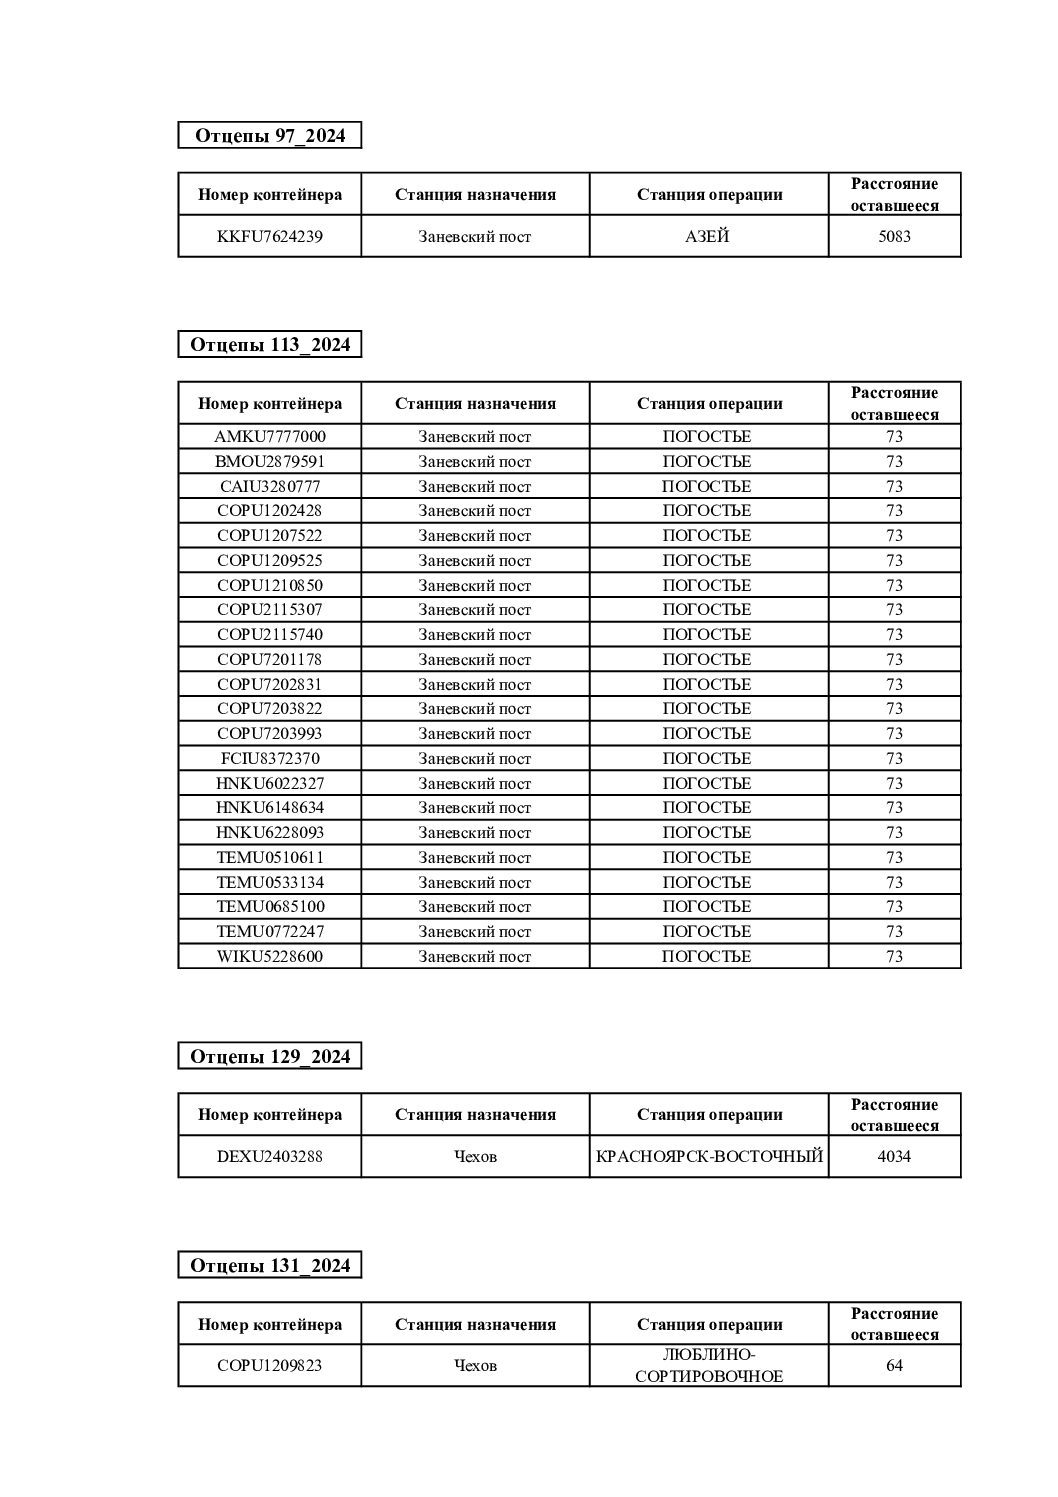 Отцепы 97_2024
Номер контейнера Станция назначения Станция операции Расстояние оставшееся
KKFU7624239 Заневский пост АЗЕЙ 5083
Отцепы 113_2024
Номер контейнера Станция назначения Станция операции Расстояние оставшееся
AMKU7777000 Заневский пост ПОГОСТЬЕ 73
BMOU2879591 Заневский пост ПОГОСТЬЕ 73
CAIU3280777 Заневский пост ПОГОСТЬЕ 73
COPU1202428 Заневский пост ПОГОСТЬЕ 73
COPU1207522 Заневский пост ПОГОСТЬЕ 73
COPU1209525 Заневский пост ПОГОСТЬЕ 73
COPU1210850 Заневский пост ПОГОСТЬЕ 73
COPU2115307 Заневский пост ПОГОСТЬЕ 73
COPU2115740 Заневский пост ПОГОСТЬЕ 73
COPU7201178 Заневский пост ПОГОСТЬЕ 73
COPU7202831 Заневский пост ПОГОСТЬЕ 73
COPU7203822 Заневский пост ПОГОСТЬЕ 73
COPU7203993 Заневский пост ПОГОСТЬЕ 73
FCIU8372370 Заневский пост ПОГОСТЬЕ 73
HNKU6022327 Заневский пост ПОГОСТЬЕ 73
HNKU6148634 Заневский пост ПОГОСТЬЕ 73
HNKU6228093 Заневский пост ПОГОСТЬЕ 73
TEMU0510611 Заневский пост ПОГОСТЬЕ 73
TEMU0533134 Заневский пост ПОГОСТЬЕ 73
TEMU0685100 Заневский пост ПОГОСТЬЕ 73
TEMU0772247 Заневский пост ПОГОСТЬЕ 73
WIKU5228600 Заневский пост ПОГОСТЬЕ 73
Отцепы 129_2024
Номер контейнера Станция назначения Станция операции Расстояние оставшееся
DEXU2403288 Чехов КРАСНОЯРСК-ВОСТОЧНЫЙ 4034
Отцепы 131_2024
Номер контейнера Станция назначения Станция операции Расстояние оставшееся
COPU1209823 Чехов ЛЮБЛИНО-СОРТИРОВОЧНОЕ 64